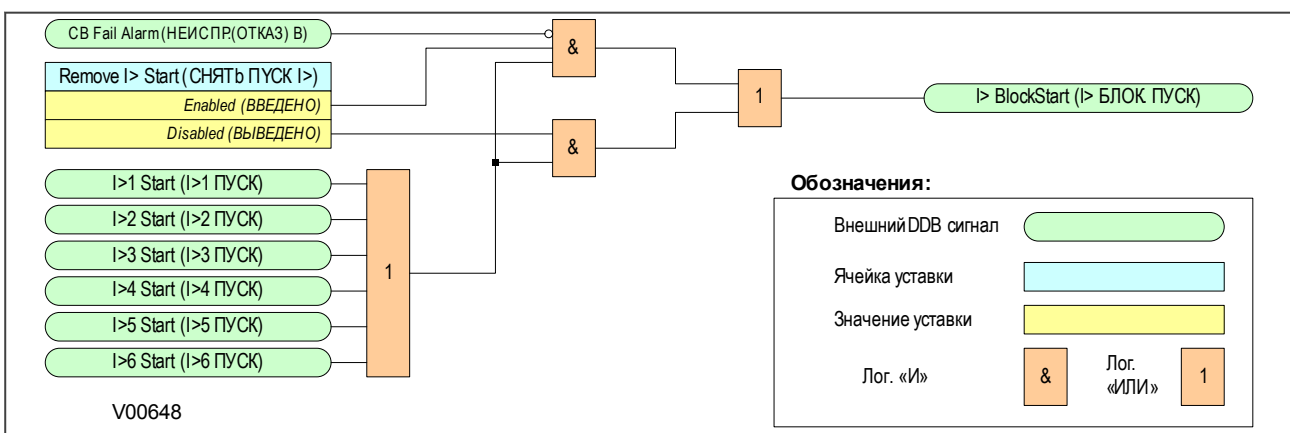 CB Fail Alarm (НЕИСПР.(ОТКАЗ) В)
&
Remove I> Start (СНЯТЬ ПУСК I>)
Enabled (ВВЕДЕНО)
1
I> BlockStart (I> БЛОК. ПУСК)
Disabled (ВЫВЕДЕНО)
&
I>1 Start (I>1 ПУСК)
I>2 Start (I>2 ПУСК)
I>3 Start (I>3 ПУСК)
1
I>4 Start (I>4 ПУСК)
I>5 Start (I>5 ПУСК)
I>6 Start (I>6 ПУСК)
V00648
Обозначения:
Внешний DDB сигнал
Ячейка уставки
Значение уставки
Лог. «И»
&
Лог.
«ИЛИ»
1